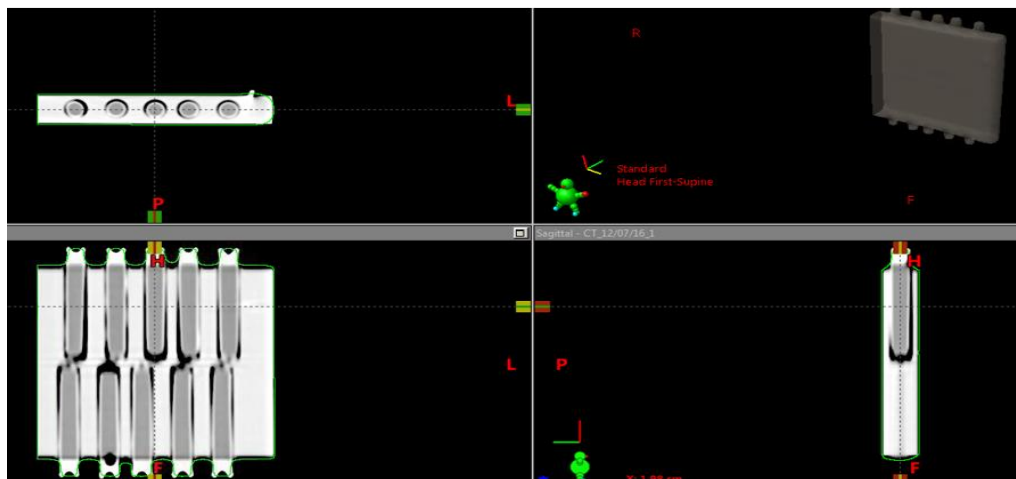 L
P
R
Standard
Head First-Supine
F
H
L
F
Sagittal - CT_12/07/16_1
H
P
F